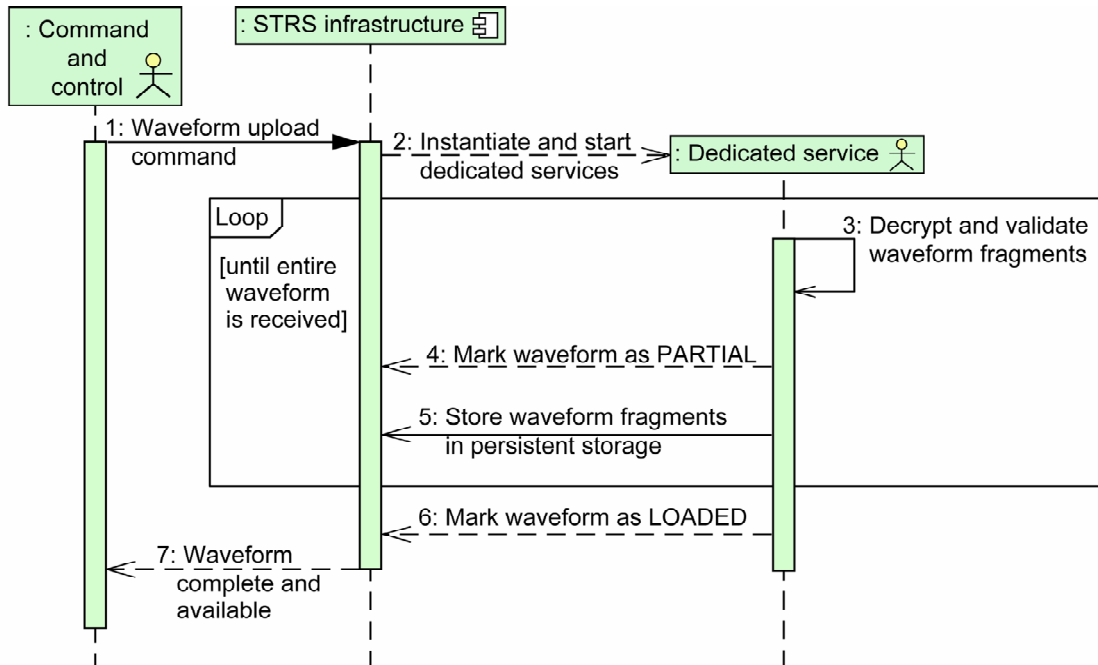 : Command
and
control
: STRS infrastructure
1: Waveform upload
command
2: Instantiate and start
dedicated services
: Dedicated service
Loop
[until entire
waveform
is received]
3: Decrypt and validate
waveform fragments
4: Mark waveform as PARTIAL
5: Store waveform fragments
in persistent storage
6: Mark waveform as LOADED
7: Waveform
complete and
available